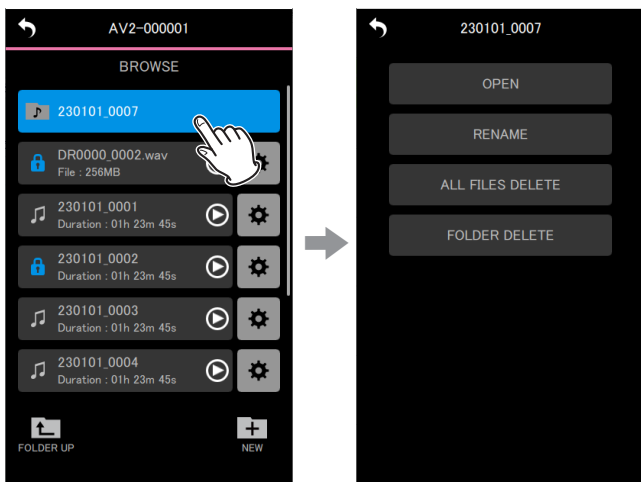 AV2-000001
BROWSE
230101_0007
DR0000_0002.wav
File : 256MB
230101_0001
Duration : 01h 23m 45s
230101_0002
Duration : 01h 23m 45s
230101_0003
Duration : 01h 23m 45s
230101_0004
Duration : 01h 23m 45s
FOLDER UP
NEW
230101_0007
OPEN
RENAME
ALL FILES DELETE
FOLDER DELETE